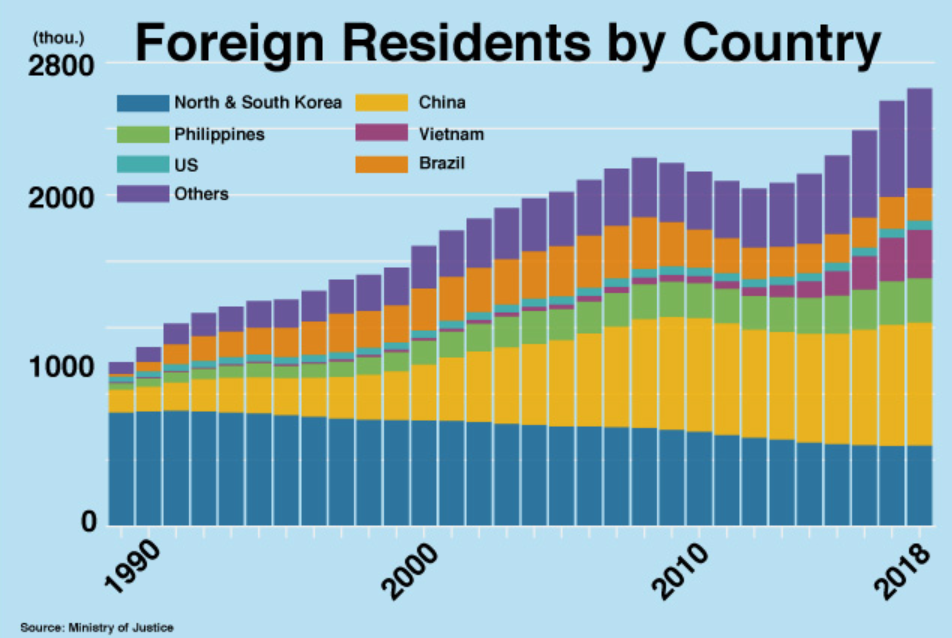 Foreign Residents by Country
(thou.)
2800
North & South Korea
China
Philippines
Vietnam
US
Brazil
Others
2000
1000
0
1990
2000
2010
2018
Source: Ministry of Justice